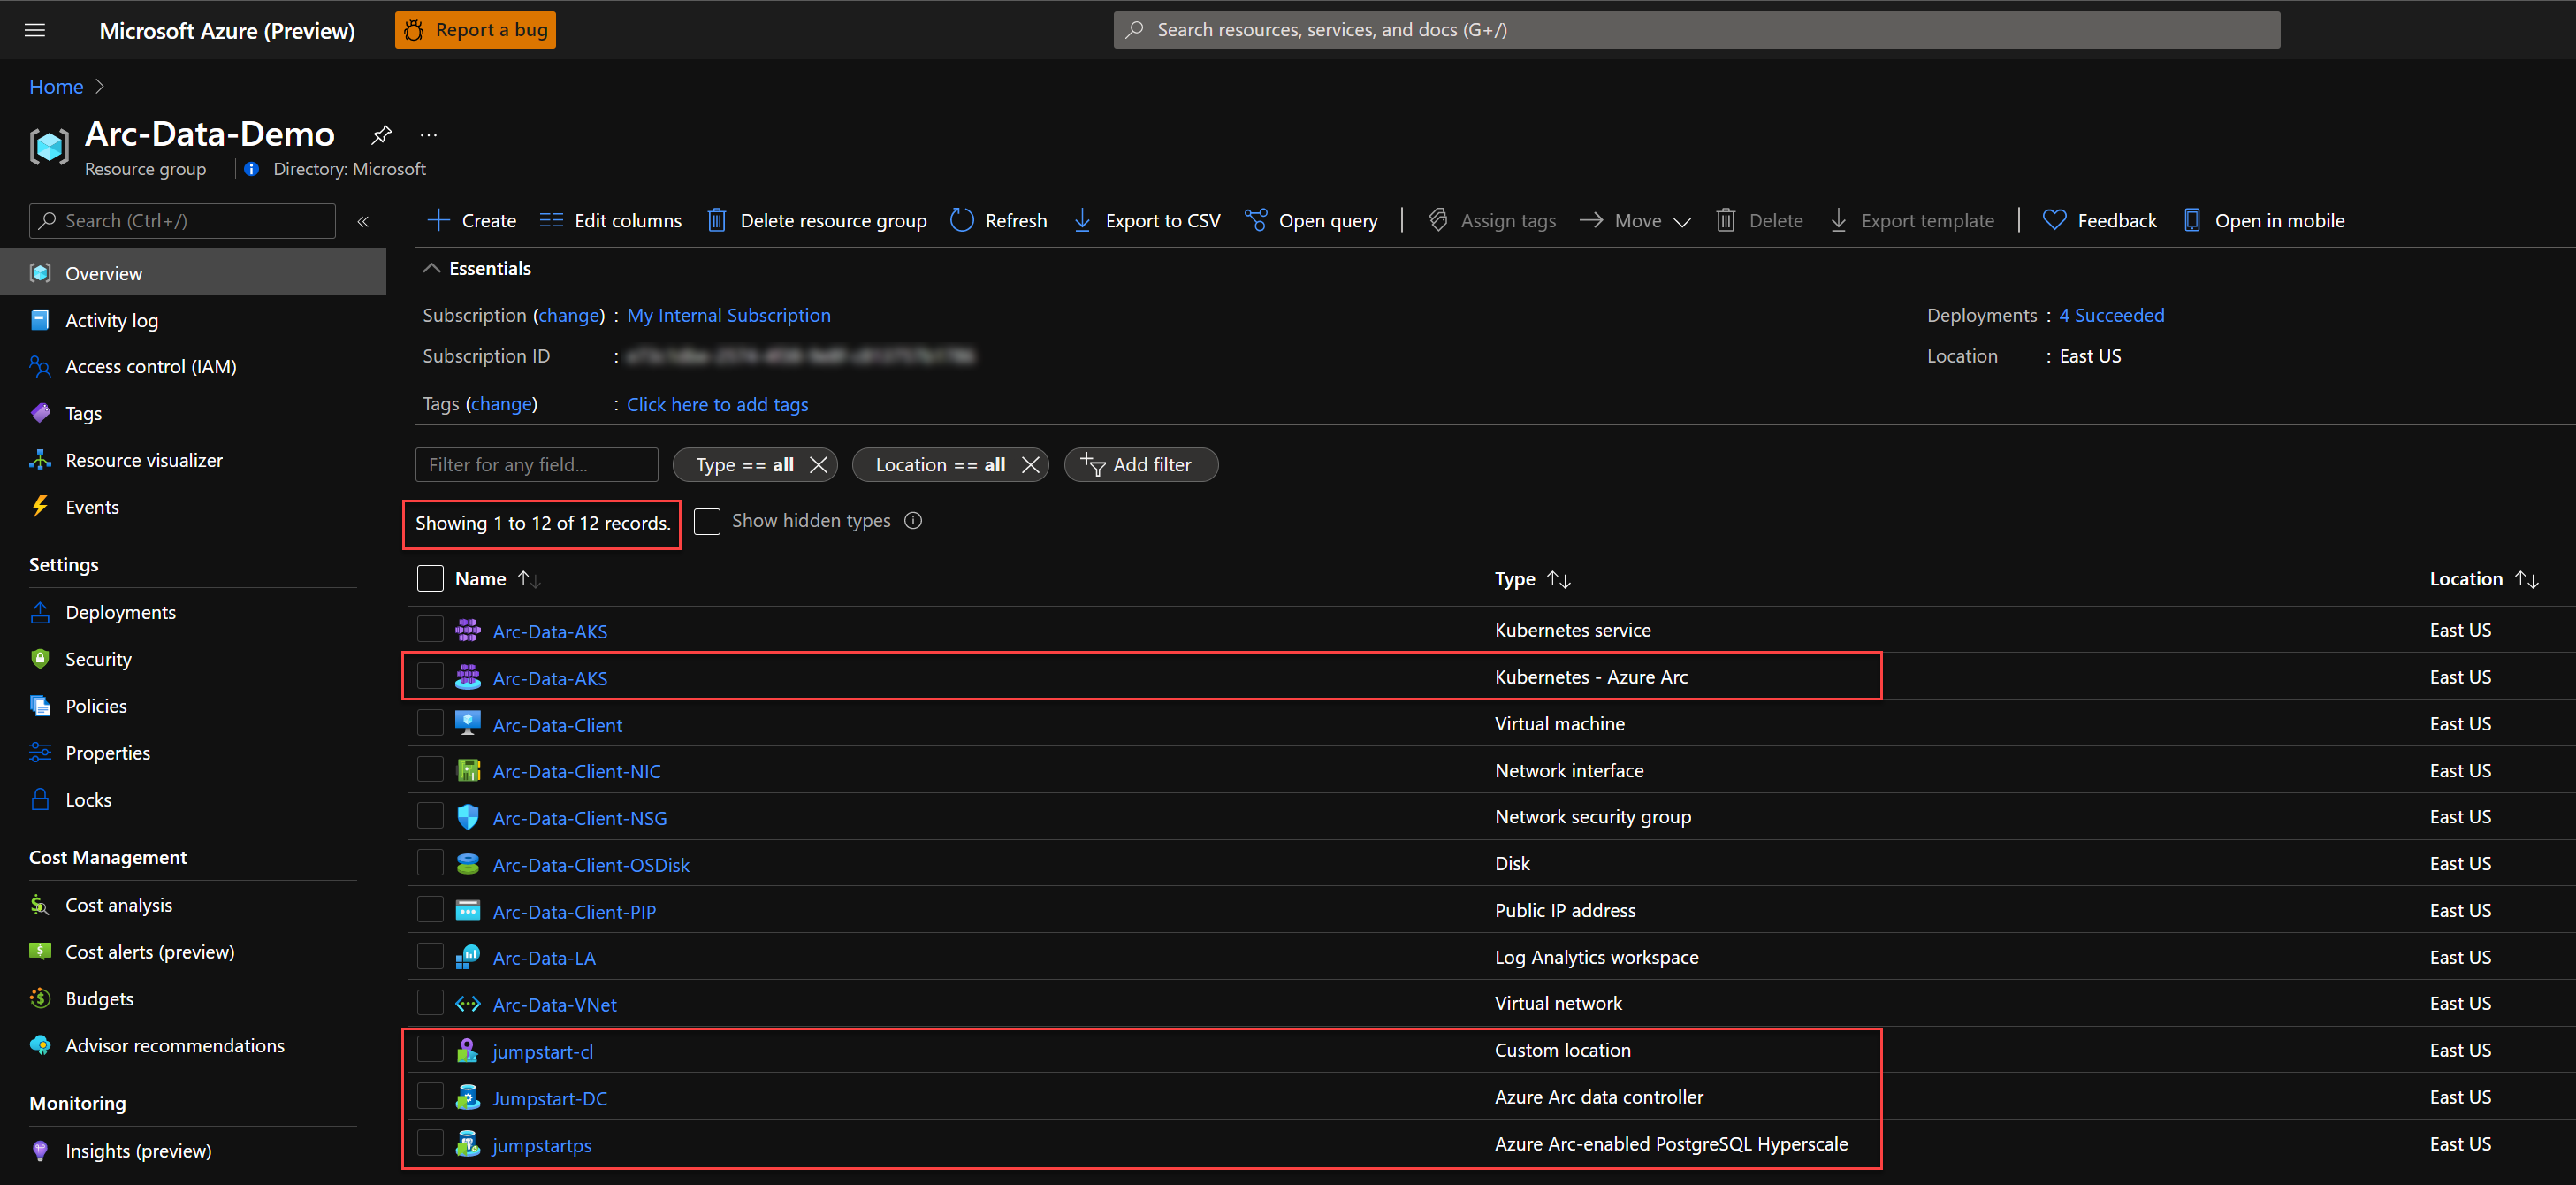 Microsoft Azure (Preview) Report a bug Search resources, services, and docs (G+/)
Home
Arc-Data-Demo
Resource group Directory: Microsoft
Search (Ctrl+/) « Create Edit columns Delete resource group Refresh Export to CSV Open query Assign tags Move Delete Export template Feedback Open in mobile
Overview
Activity log
Access control (IAM)
Tags
Resource visualizer
Events
Settings
Deployments
Security
Policies
Properties
Locks
Cost Management
Cost analysis
Cost alerts (preview)
Budgets
Advisor recommendations
Monitoring
Insights (preview)
Essentials
Subscription (change) : My Internal Subscription
Subscription ID :
Tags (change) : Click here to add tags
Deployments : 4 Succeeded
Location : East US
Filter for any field... Type == all Location == all Add filter
Showing 1 to 12 of 12 records. Show hidden types
Name Type Location
Arc-Data-AKS Kubernetes service East US
Arc-Data-AKS Kubernetes - Azure Arc East US
Arc-Data-Client Virtual machine East US
Arc-Data-Client-NIC Network interface East US
Arc-Data-Client-NSG Network security group East US
Arc-Data-Client-OSDisk Disk East US
Arc-Data-Client-PIP Public IP address East US
Arc-Data-LA Log Analytics workspace East US
Arc-Data-VNet Virtual network East US
jumpstart-cl Custom location East US
Jumpstart-DC Azure Arc data controller East US
jumpstartps Azure Arc-enabled PostgreSQL Hyperscale East US